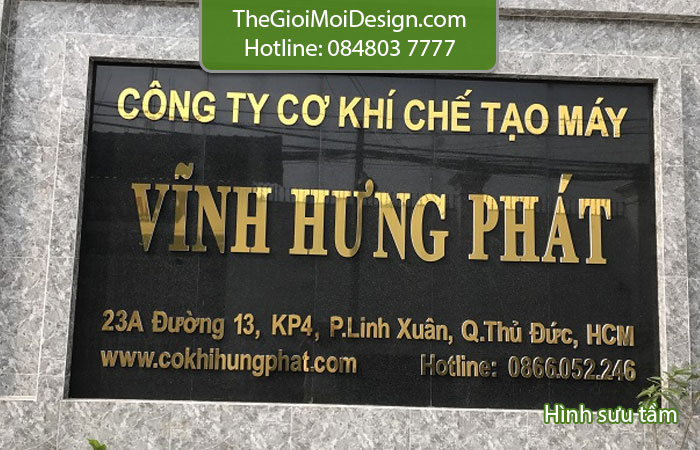 TheGioiMoiDesign.com
Hotline: 084803 7777
CÔNG TY CƠ KHÍ CHẾ TẠO MÁY
VĨNH HƯNG PHÁT
23A Đường 13, KP4, P.Linh Xuân, Q.Thủ Đức, HCM
www.cokhihungphat.com Hotline: 0866.052.246
Hình sưu tầm